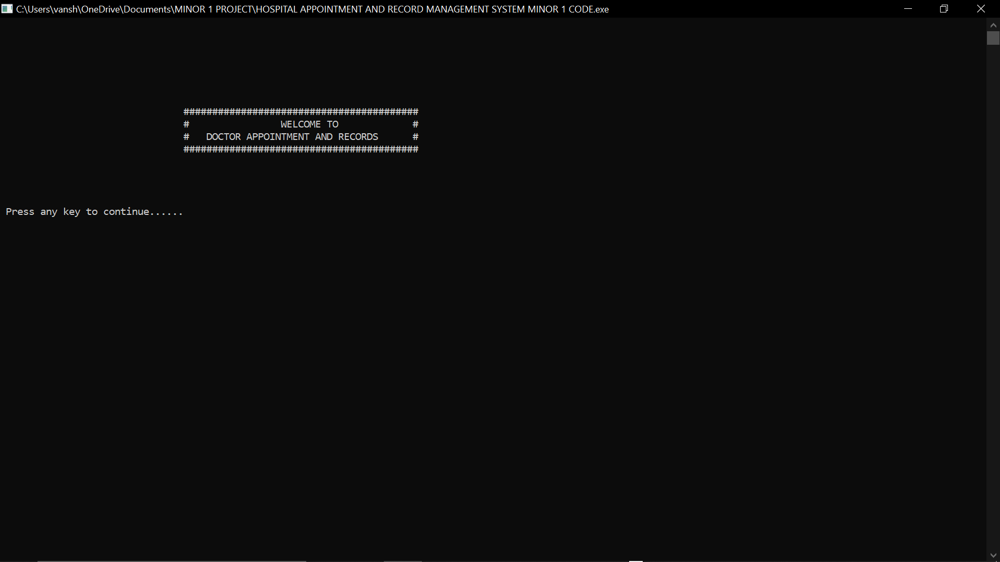 C:\Users\vansh\OneDrive\Documents\MINOR 1 PROJECT\HOSPITAL APPOINTMENT AND RECORD MANAGEMENT SYSTEM MINOR 1 CODE.exe
#########################################
# WELCOME TO #
# DOCTOR APPOINTMENT AND RECORDS #
#########################################
Press any key to continue......